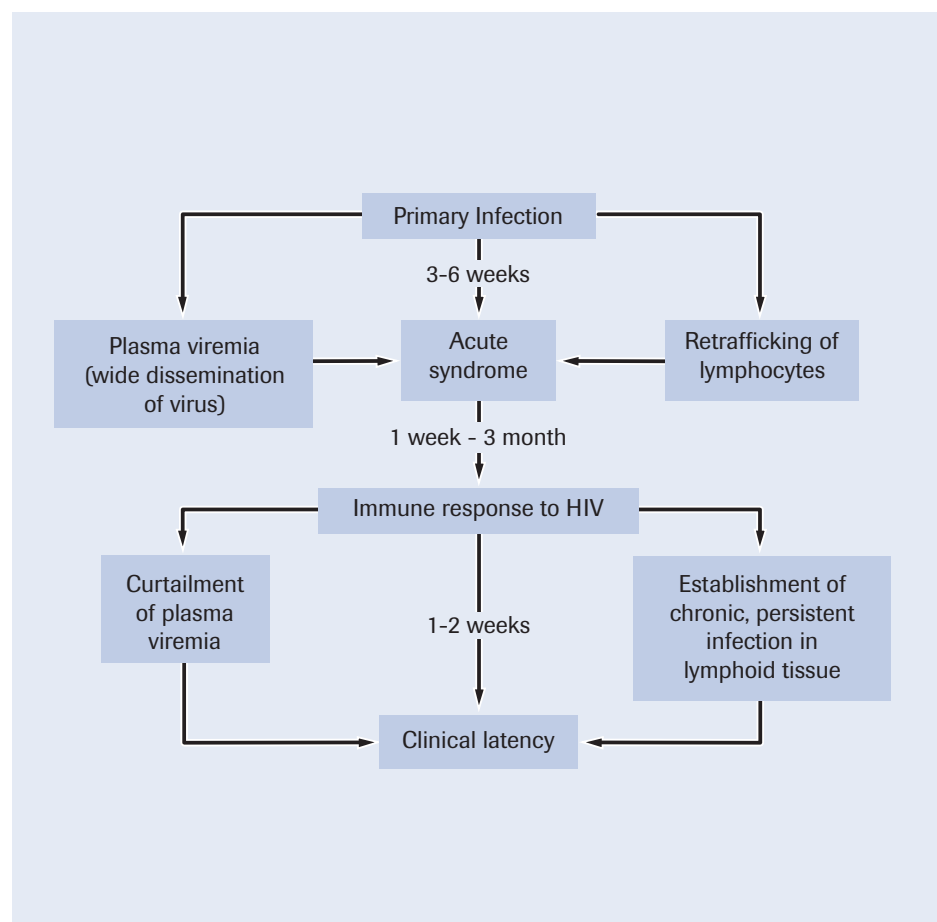 Primary Infection
3-6 weeks
Plasma viremia
(wide dissemination
of virus)
Acute
syndrome
Retrafficking of
lymphocytes
1 week - 3 month
Immune response to HIV
Curtailment
of plasma
viremia
1-2 weeks
Establishment of
chronic, persistent
infection in
lymphoid tissue
Clinical latency